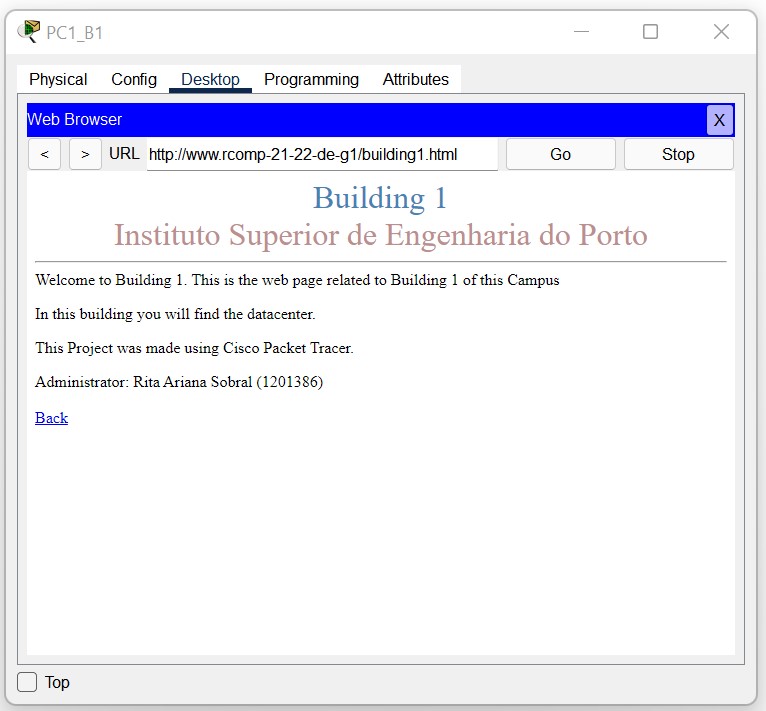 PC1_B1
Physical Config Desktop Programming Attributes
Web Browser X
< > URL http://www.rcomp-21-22-de-g1/building1.html Go Stop
Building 1
Instituto Superior de Engenharia do Porto
Welcome to Building 1. This is the web page related to Building 1 of this Campus
In this building you will find the datacenter.
This Project was made using Cisco Packet Tracer.
Administrator: Rita Ariana Sobral (1201386)
Back
Top